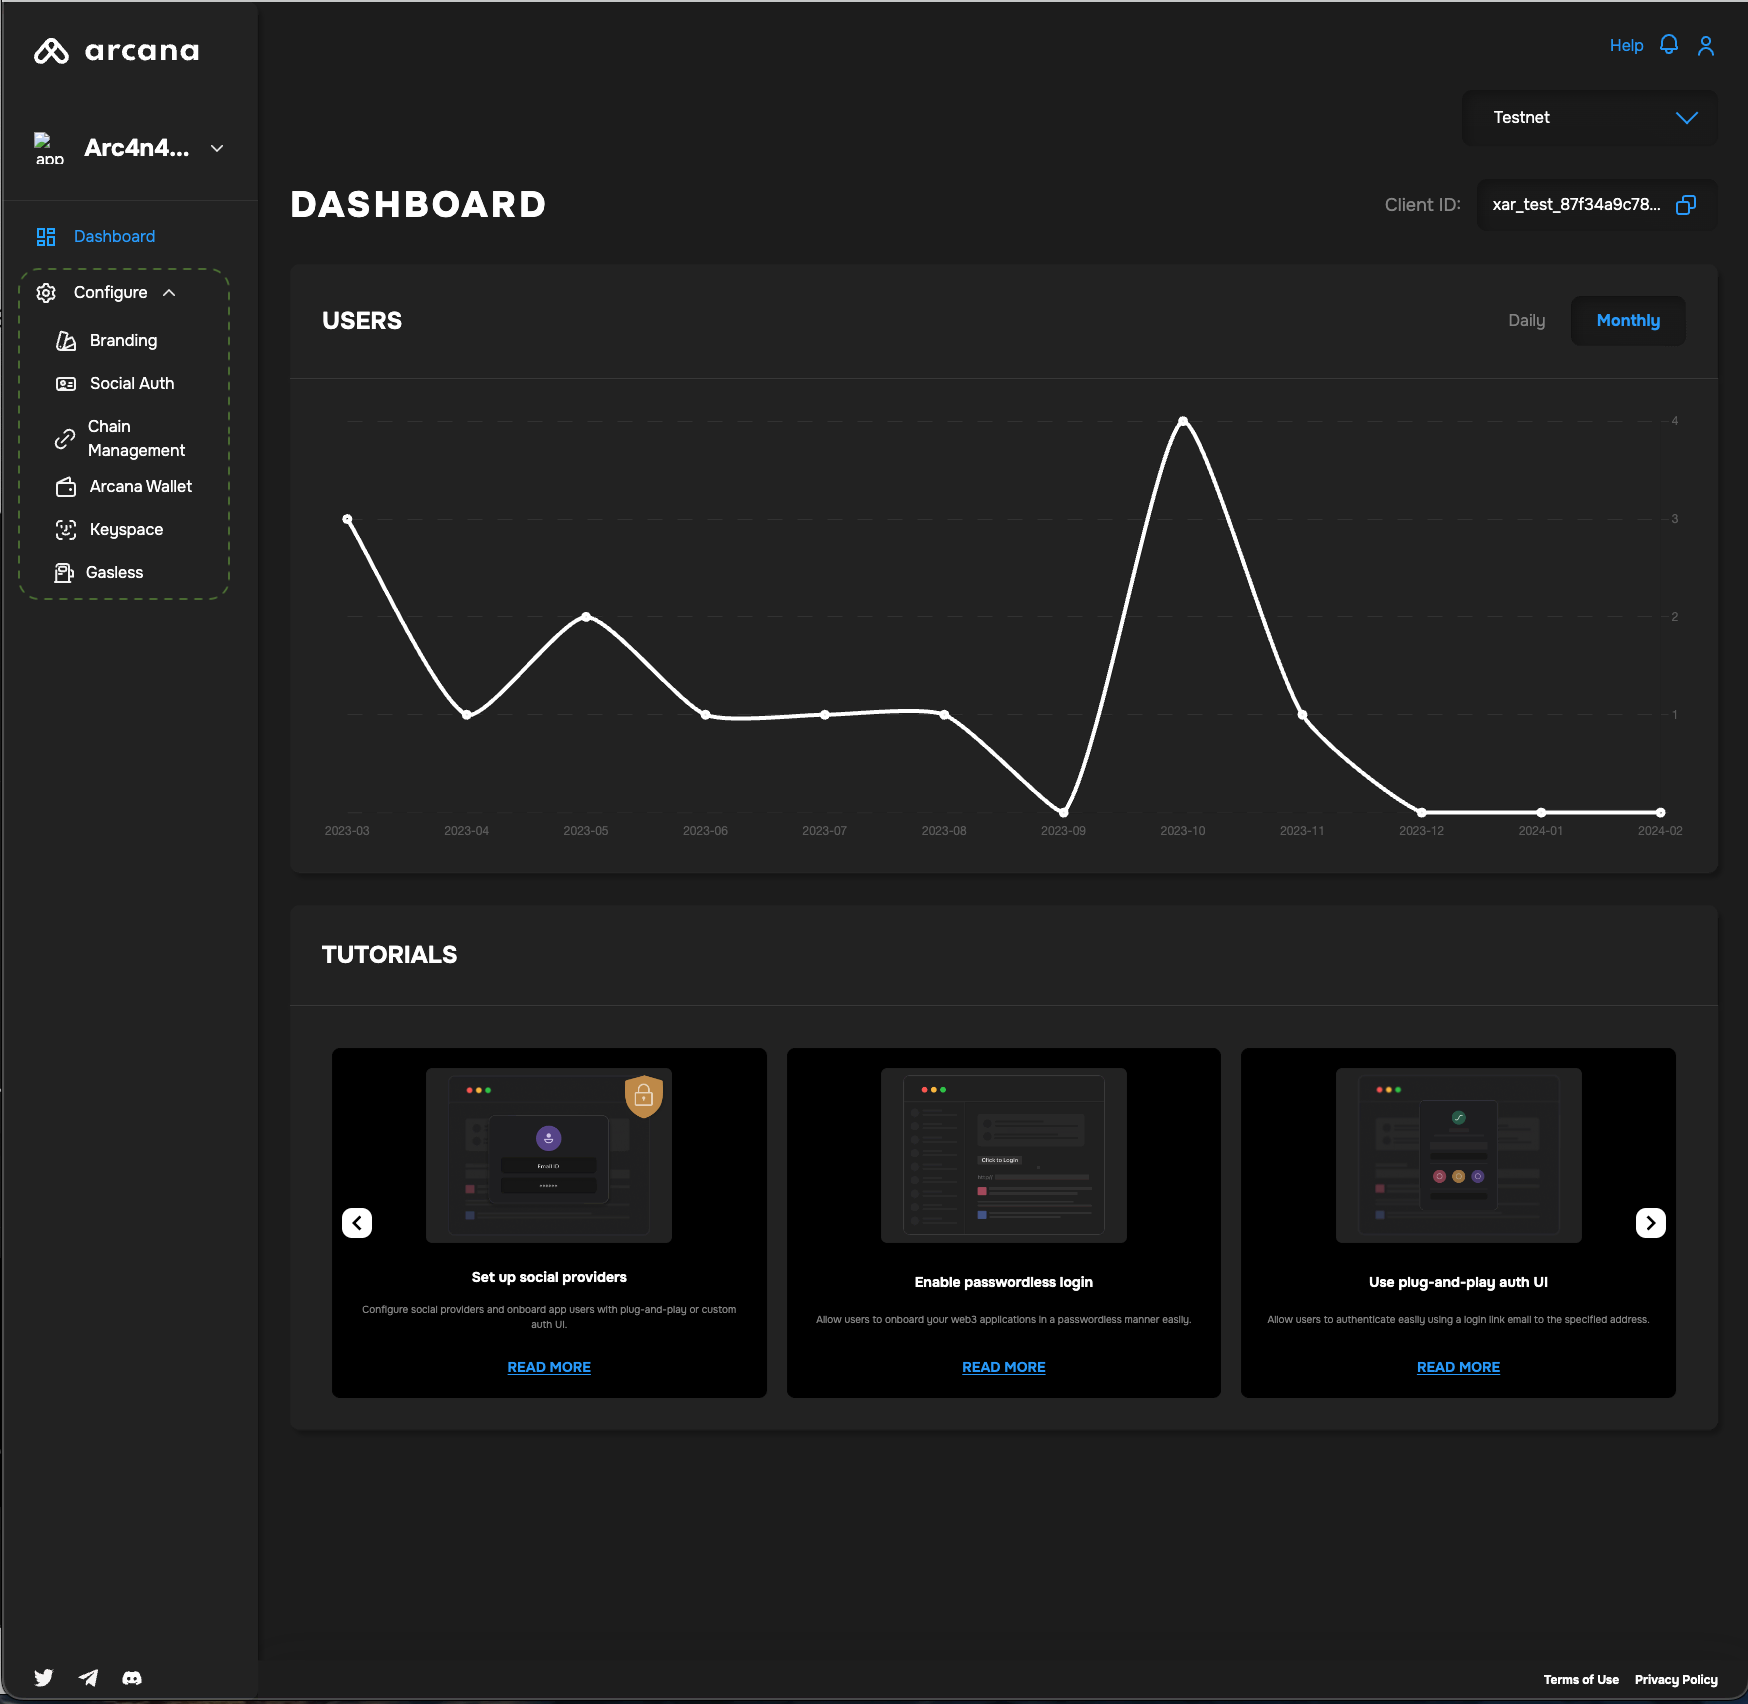 arcana
Help
app
Arc4n4...
Testnet
DASHBOARD
Client ID:
xar_test_87f34a9c78...
Dashboard
Configure
Branding
Social Auth
Chain
Management
Arcana Wallet
Keyspace
Gasless
USERS
Daily
Monthly
4
3
2
1
2023-03
2023-04
2023-05
2023-06
2023-07
2023-08
2023-09
2023-10
2023-11
2023-12
2024-01
2024-02
TUTORIALS
Email ID
******
Set up social providers
Configure social providers and onboard app users with plug-and-play or custom
auth UI.
READ MORE
Click to Login
Enable passwordless login
Allow users to onboard your web3 applications in a passwordless manner easily.
READ MORE
Use plug-and-play auth UI
Allow users to authenticate easily using a login link email to the specified address.
READ MORE
Terms of Use
Privacy Policy